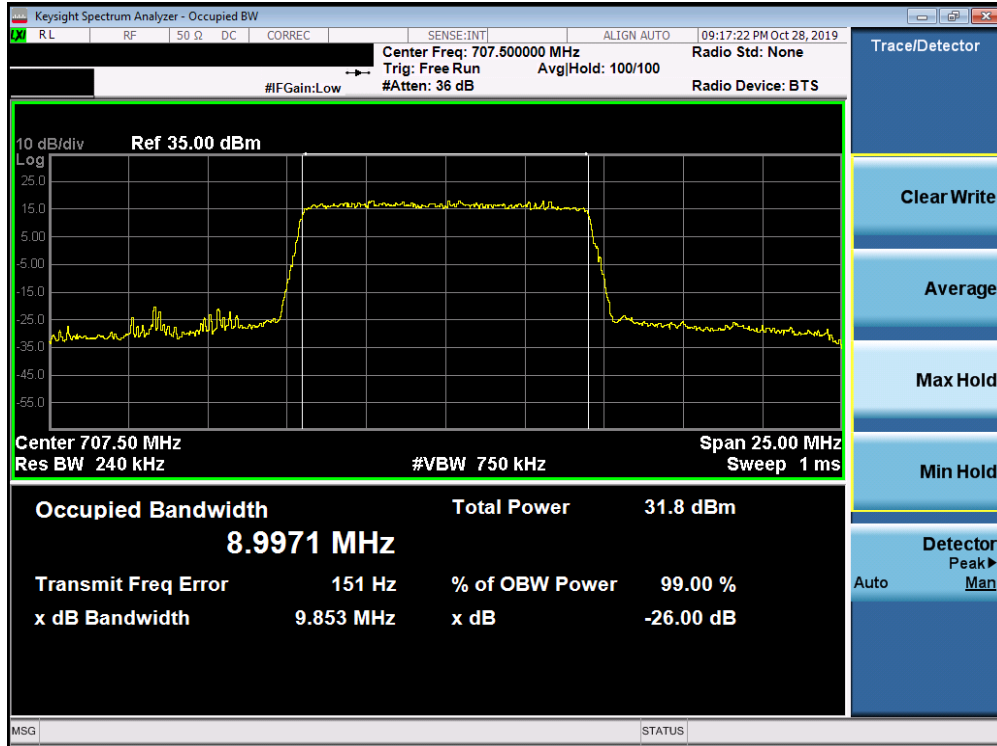 Keysight Spectrum Analyzer - Occupied BW
LXI RL RF 50 Ω DC CORREC SENSE:INT ALIGN AUTO 09:17:22 PM Oct 28, 2019
Center Freq: 707.500000 MHz Radio Std: None
Trig: Free Run Avg|Hold: 100/100
#IFGain:Low #Atten: 36 dB Radio Device: BTS
Trace/Detector
10 dB/div Ref 35.00 dBm
Log
25.0
15.0
5.00
-5.00
-15.0
-25.0
-35.0
-45.0
-55.0
Center 707.50 MHz Span 25.00 MHz
Res BW 240 kHz #VBW 750 kHz Sweep 1 ms
Occupied Bandwidth Total Power 31.8 dBm
8.9971 MHz
Transmit Freq Error 151 Hz % of OBW Power 99.00 %
x dB Bandwidth 9.853 MHz x dB -26.00 dB
Clear Write
Average
Max Hold
Min Hold
Detector
Peak▶
Auto Man
MSG STATUS